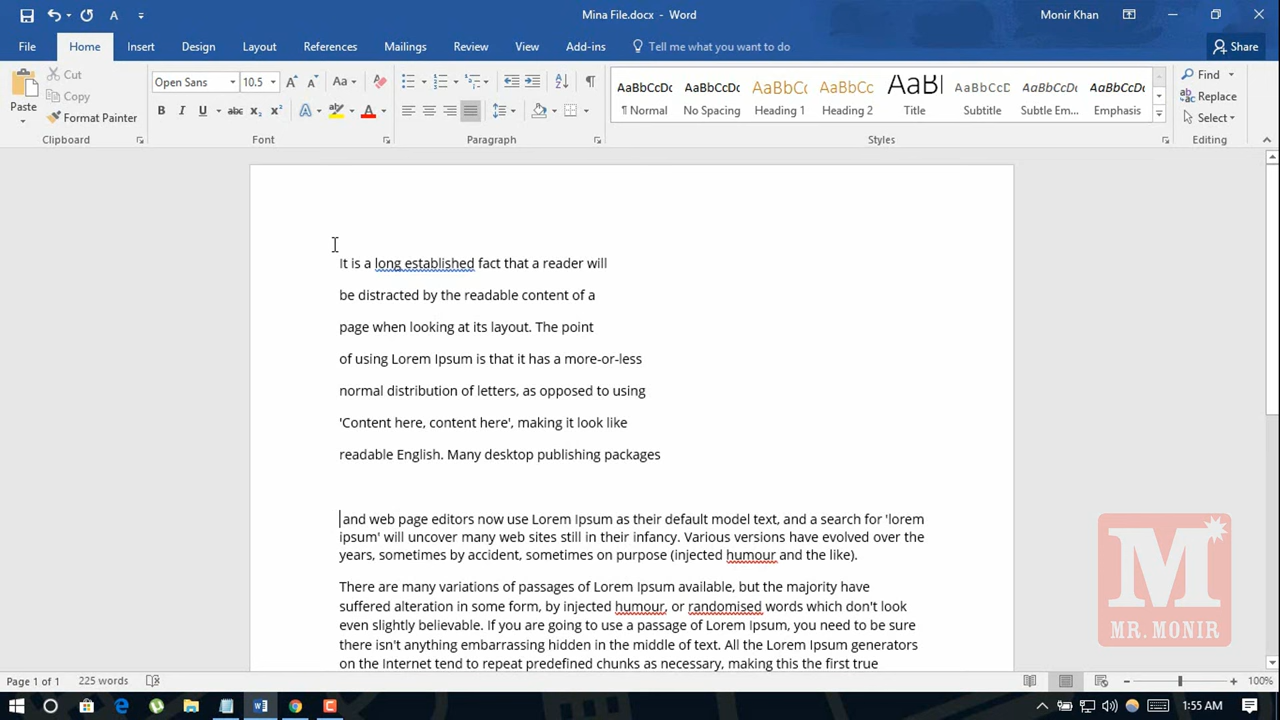 Mina File.docx - Word
Monir Khan
File Home Insert Design Layout References Mailings Review View Add-ins Tell me what you want to do Share
Paste
Cut
Copy
Format Painter
Clipboard
Open Sans 10.5
Font
Paragraph
AaBbCcDc AaBbCcDc AaBbCc AaBbCc AaBl AaBbCcDc AaBbCcDc AaBbCcDc
¶ Normal No Spacing Heading 1 Heading 2 Title Subtitle Subtle Em... Emphasis
Styles
Find
Replace
Select
Editing
It is a long established fact that a reader will
be distracted by the readable content of a
page when looking at its layout. The point
of using Lorem Ipsum is that it has a more-or-less
normal distribution of letters, as opposed to using
'Content here, content here', making it look like
readable English. Many desktop publishing packages
and web page editors now use Lorem Ipsum as their default model text, and a search for 'lorem
ipsum' will uncover many web sites still in their infancy. Various versions have evolved over the
years, sometimes by accident, sometimes on purpose (injected humour and the like).
There are many variations of passages of Lorem Ipsum available, but the majority have
suffered alteration in some form, by injected humour, or randomised words which don't look
even slightly believable. If you are going to use a passage of Lorem Ipsum, you need to be sure
there isn't anything embarrassing hidden in the middle of text. All the Lorem Ipsum generators
on the Internet tend to repeat predefined chunks as necessary, making this the first true
M
MR. MONIR
Page 1 of 1 225 words
100%
1:55 AM